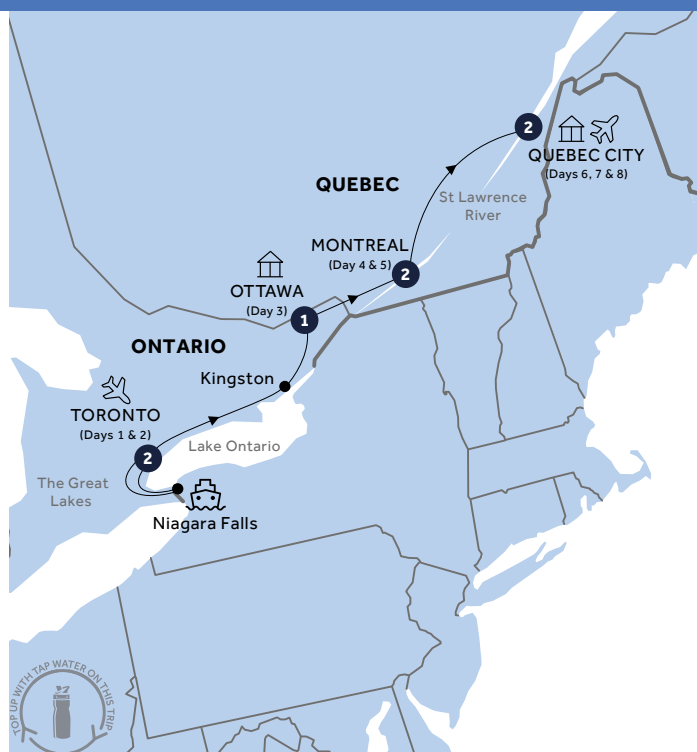 2
QUEBEC CITY
(Days 6, 7 & 8)
QUEBEC
St Lawrence
River
MONTREAL
(Day 4 & 5)
2
OTTAWA
(Day 3)
1
ONTARIO
Kingston
TORONTO
(Days 1 & 2)
2
Lake Ontario
The Great
Lakes
Niagara Falls
TOP UP WITH TAP WATER ON THIS TRIP